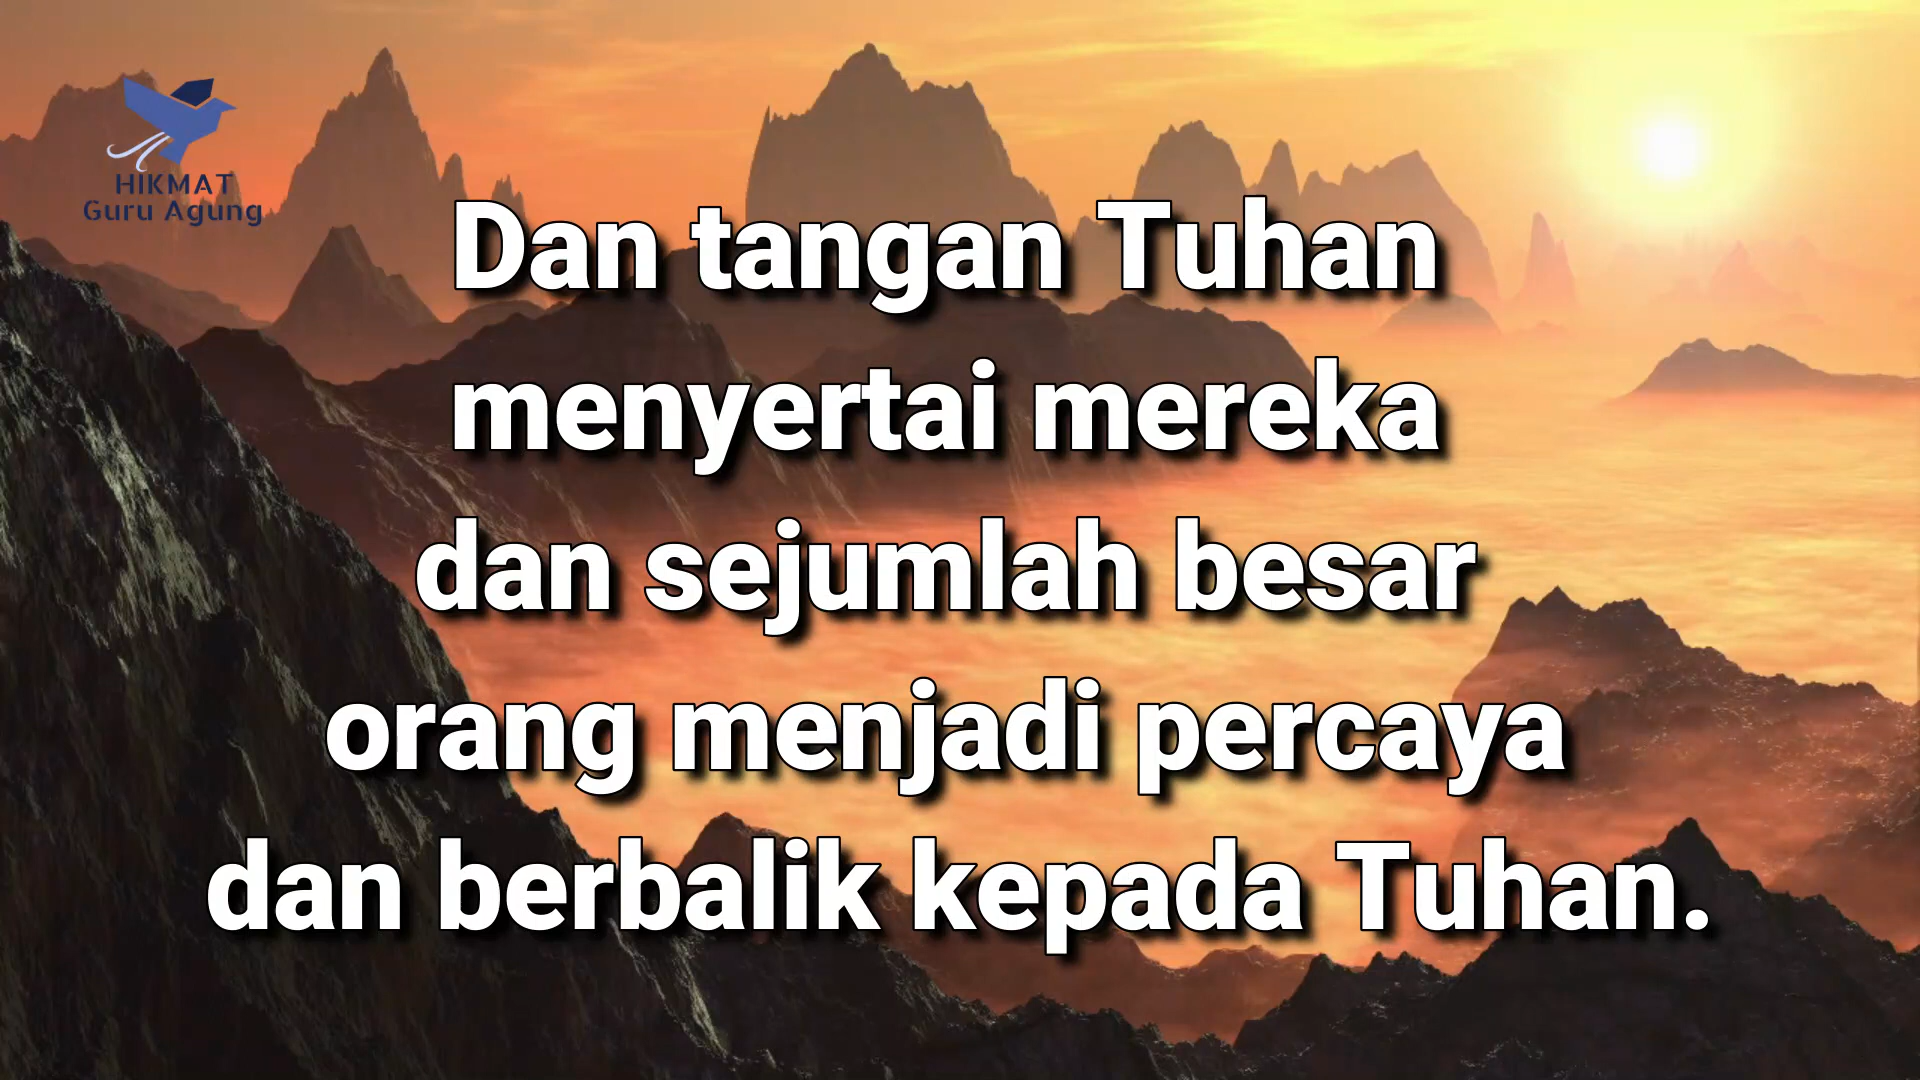 HIKMAT
Guru Agung
Dan tangan Tuhan
menyertai mereka
dan sejumlah besar
orang menjadi percaya
dan berbalik kepada Tuhan.